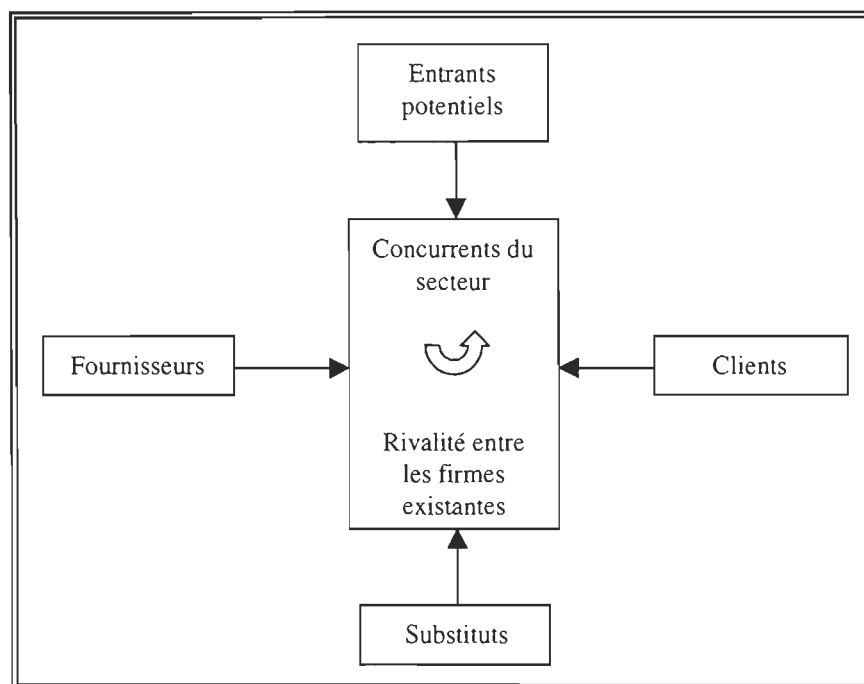 Entrants
potentiels
Concurrents du
secteur
Fournisseurs
Clients
Rivalité entre
les firmes
existantes
Substituts